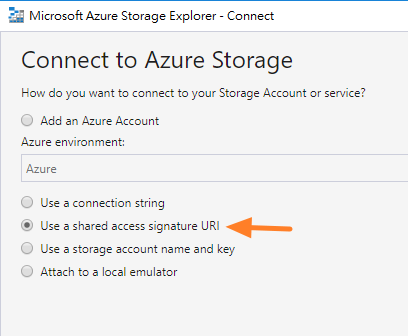 Microsoft Azure Storage Explorer - Connect
Connect to Azure Storage
How do you want to connect to your Storage Account or service?
Add an Azure Account
Azure environment:
Azure
Use a connection string
Use a shared access signature URI
Use a storage account name and key
Attach to a local emulator